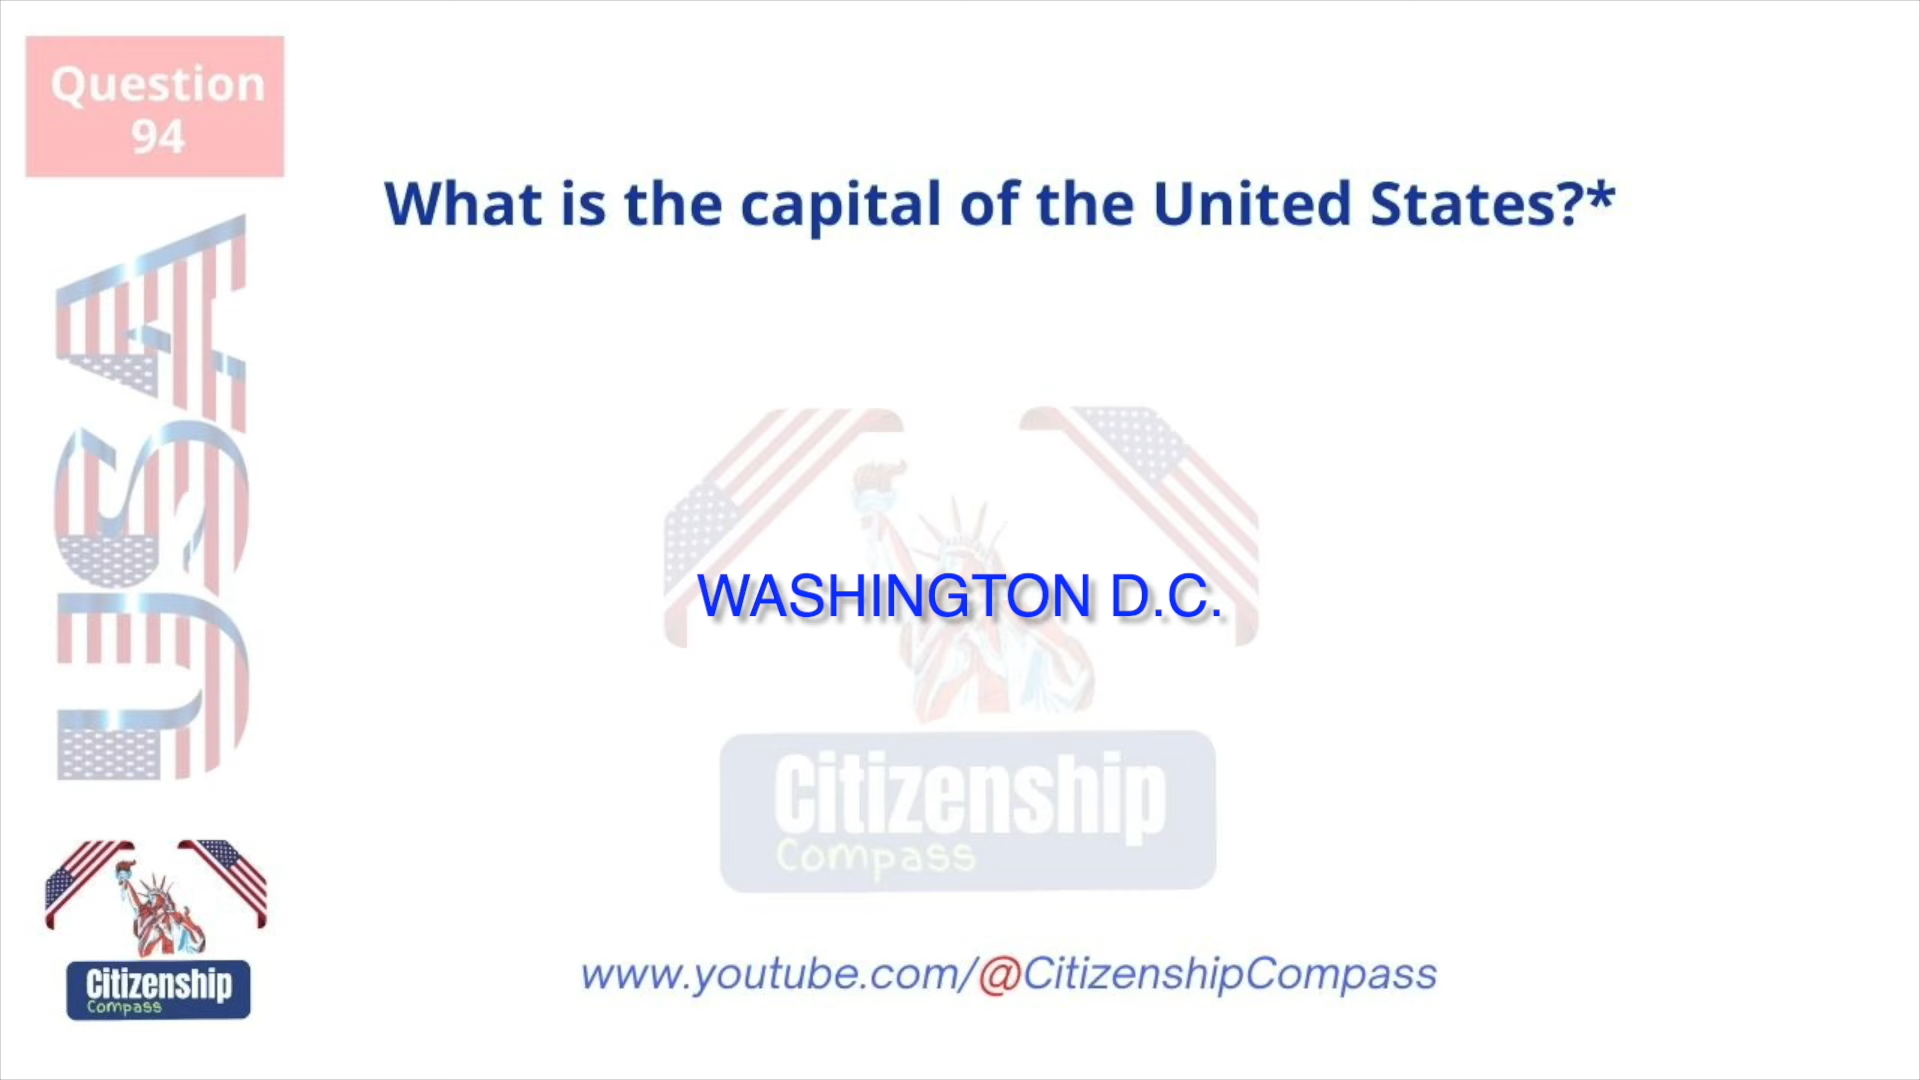 Question
94
What is the capital of the United States?*
USA
WASHINGTON D.C.
Citizenship
Compass
Citizenship
Compass
www.youtube.com/@CitizenshipCompass